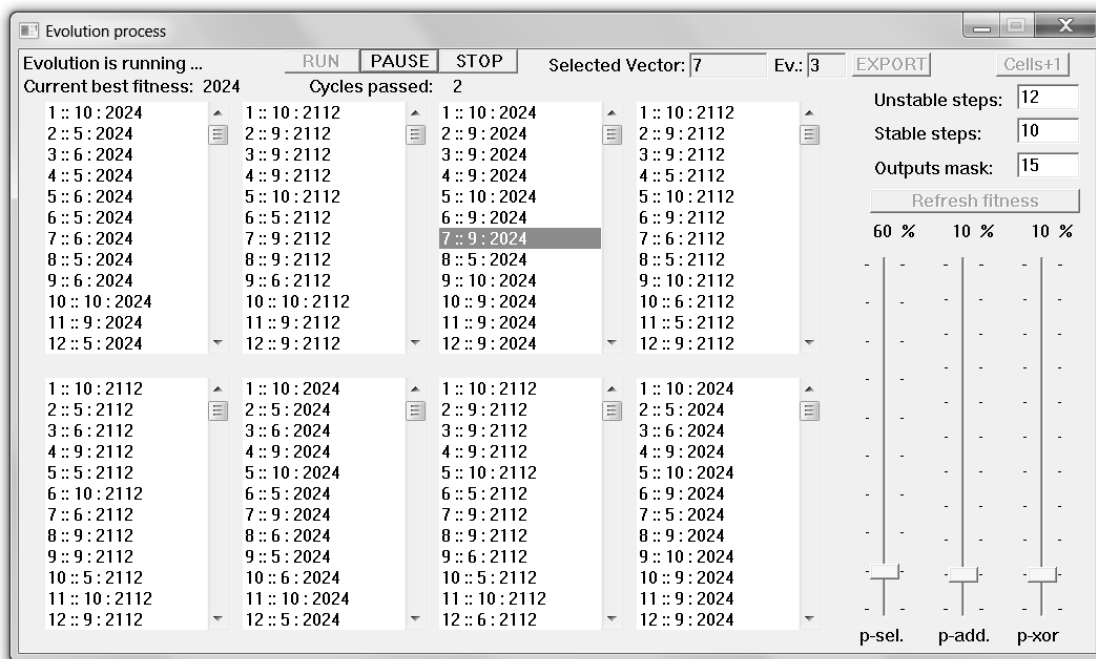 Evolution process
Evolution is running ... RUN PAUSE STOP Selected Vector: 7 Ev.: 3 EXPORT Cells+1
Current best fitness: 2024 Cycles passed: 2
Unstable steps: 12
Stable steps: 10
Outputs mask: 15
Refresh fitness
60 % 10 % 10 %
1 :: 10 : 2024
2 :: 5 : 2024
3 :: 6 : 2024
4 :: 5 : 2024
5 :: 6 : 2024
6 :: 5 : 2024
7 :: 6 : 2024
8 :: 5 : 2024
9 :: 6 : 2024
10 :: 10 : 2024
11 :: 9 : 2024
12 :: 5 : 2024
1 :: 10 : 2112
2 :: 9 : 2112
3 :: 9 : 2112
4 :: 9 : 2112
5 :: 10 : 2112
6 :: 5 : 2112
7 :: 9 : 2112
8 :: 9 : 2112
9 :: 6 : 2112
10 :: 10 : 2112
11 :: 9 : 2112
12 :: 9 : 2112
1 :: 10 : 2024
2 :: 9 : 2024
3 :: 9 : 2024
4 :: 9 : 2024
5 :: 10 : 2024
6 :: 9 : 2024
7 :: 9 : 2024
8 :: 5 : 2024
9 :: 10 : 2024
10 :: 9 : 2024
11 :: 9 : 2024
12 :: 9 : 2024
1 :: 10 : 2112
2 :: 9 : 2112
3 :: 9 : 2112
4 :: 9 : 2112
5 :: 10 : 2112
6 :: 9 : 2112
7 :: 6 : 2112
8 :: 9 : 2112
9 :: 10 : 2112
10 :: 6 : 2112
11 :: 5 : 2112
12 :: 9 : 2112
1 :: 10 : 2112
2 :: 5 : 2112
3 :: 6 : 2112
4 :: 9 : 2112
5 :: 5 : 2112
6 :: 10 : 2112
7 :: 6 : 2112
8 :: 9 : 2112
9 :: 9 : 2112
10 :: 5 : 2112
11 :: 10 : 2112
12 :: 9 : 2112
1 :: 10 : 2024
2 :: 5 : 2024
3 :: 6 : 2024
4 :: 9 : 2024
5 :: 10 : 2024
6 :: 5 : 2024
7 :: 9 : 2024
8 :: 6 : 2024
9 :: 5 : 2024
10 :: 6 : 2024
11 :: 10 : 2024
12 :: 5 : 2024
1 :: 10 : 2112
2 :: 9 : 2112
3 :: 9 : 2112
4 :: 9 : 2112
5 :: 10 : 2112
6 :: 5 : 2112
7 :: 9 : 2112
8 :: 9 : 2112
9 :: 6 : 2112
10 :: 5 : 2112
11 :: 10 : 2112
12 :: 6 : 2112
1 :: 10 : 2024
2 :: 5 : 2024
3 :: 6 : 2024
4 :: 9 : 2024
5 :: 10 : 2024
6 :: 9 : 2024
7 :: 5 : 2024
8 :: 9 : 2024
9 :: 10 : 2024
10 :: 9 : 2024
11 :: 9 : 2024
12 :: 9 : 2024
p-sel. p-add. p-xor